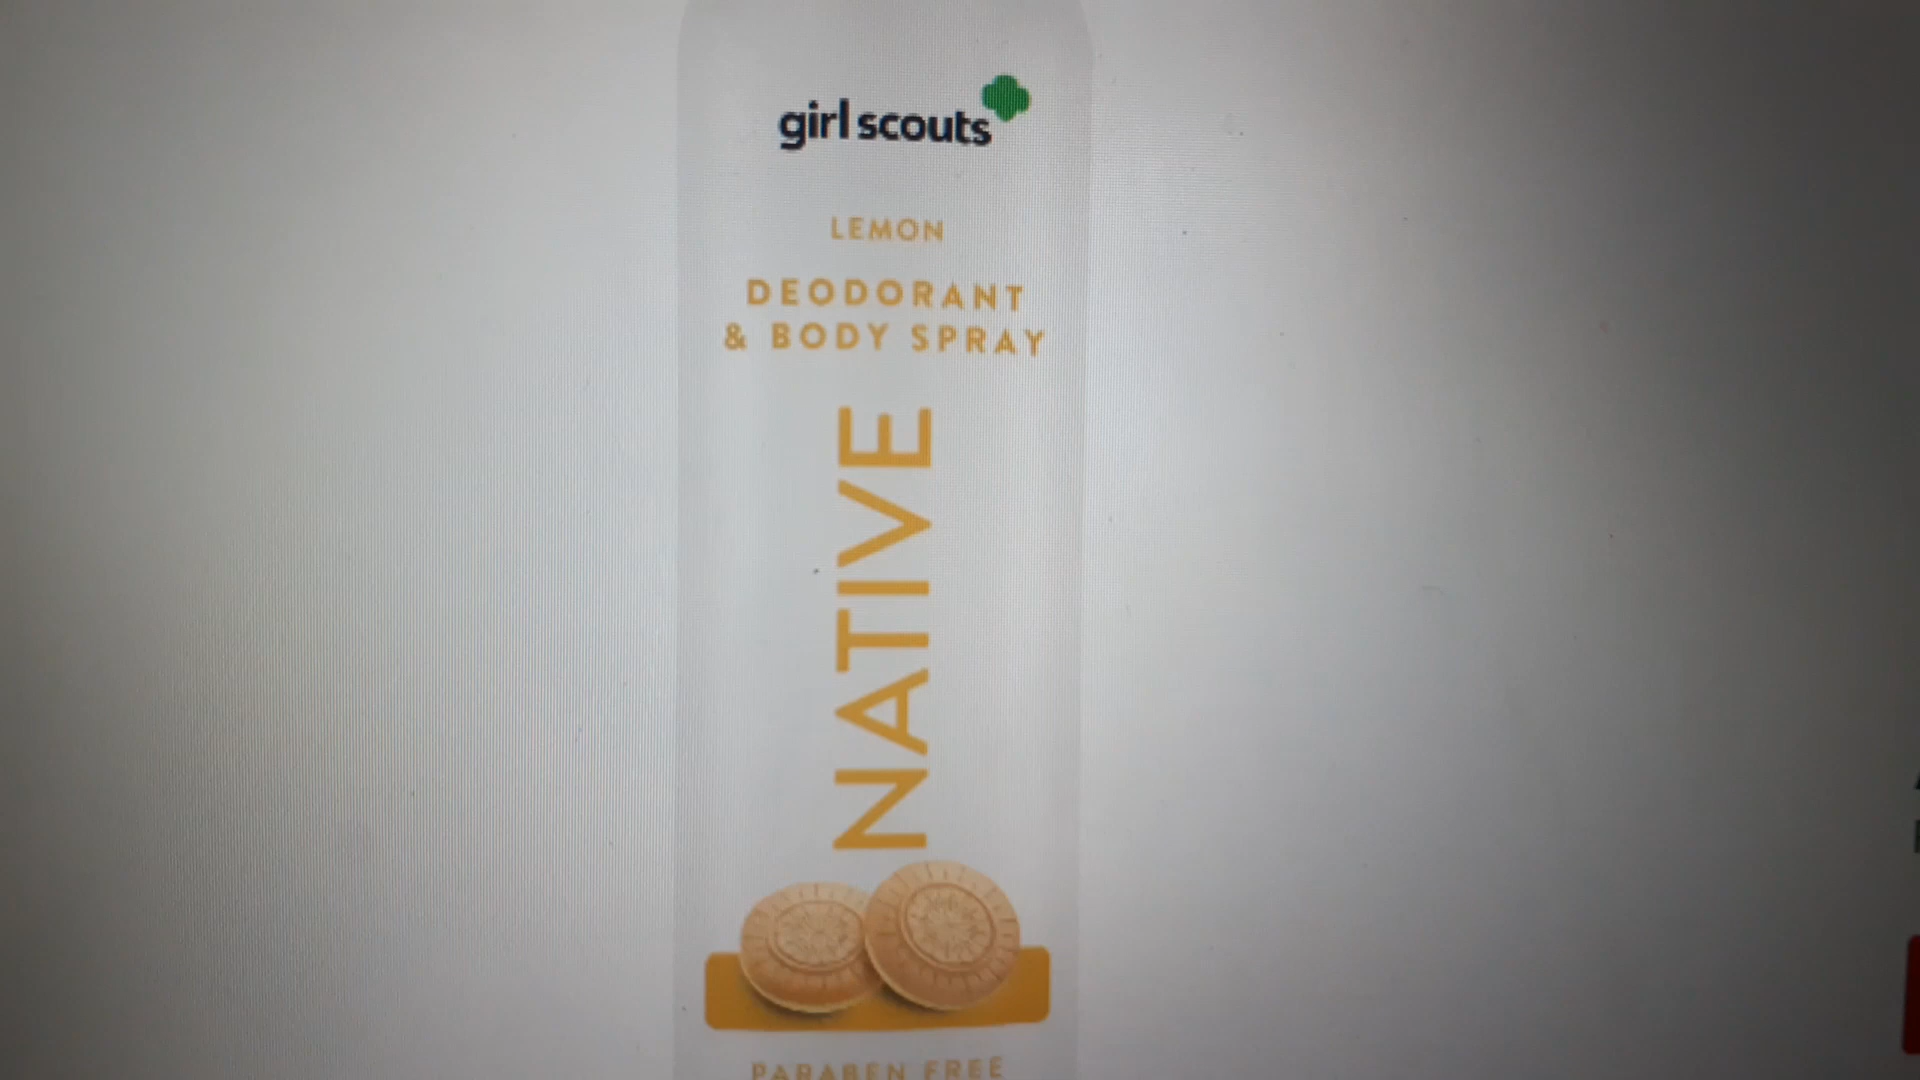 girl scouts
LEMON
DEODORANT
& BODY SPRAY
NATIVE
PARABEN FREE